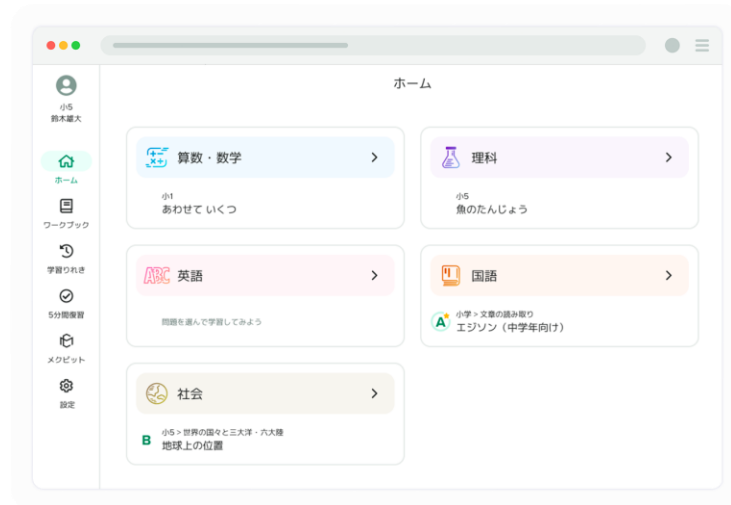 ホーム
小5
鈴木雄大
ホーム
ワークブック
学習りれき
5分間復習
メクビット
設定
算数・数学
小1
あわせて いくつ
理科
小5
魚のたんじょう
ABC 英語
問題を選んで学習してみよう
国語
A
小学 > 文章の読み取り
エジソン（中学年向け）
社会
B
小5 > 世界の国々と三大洋・六大陸
地球上の位置